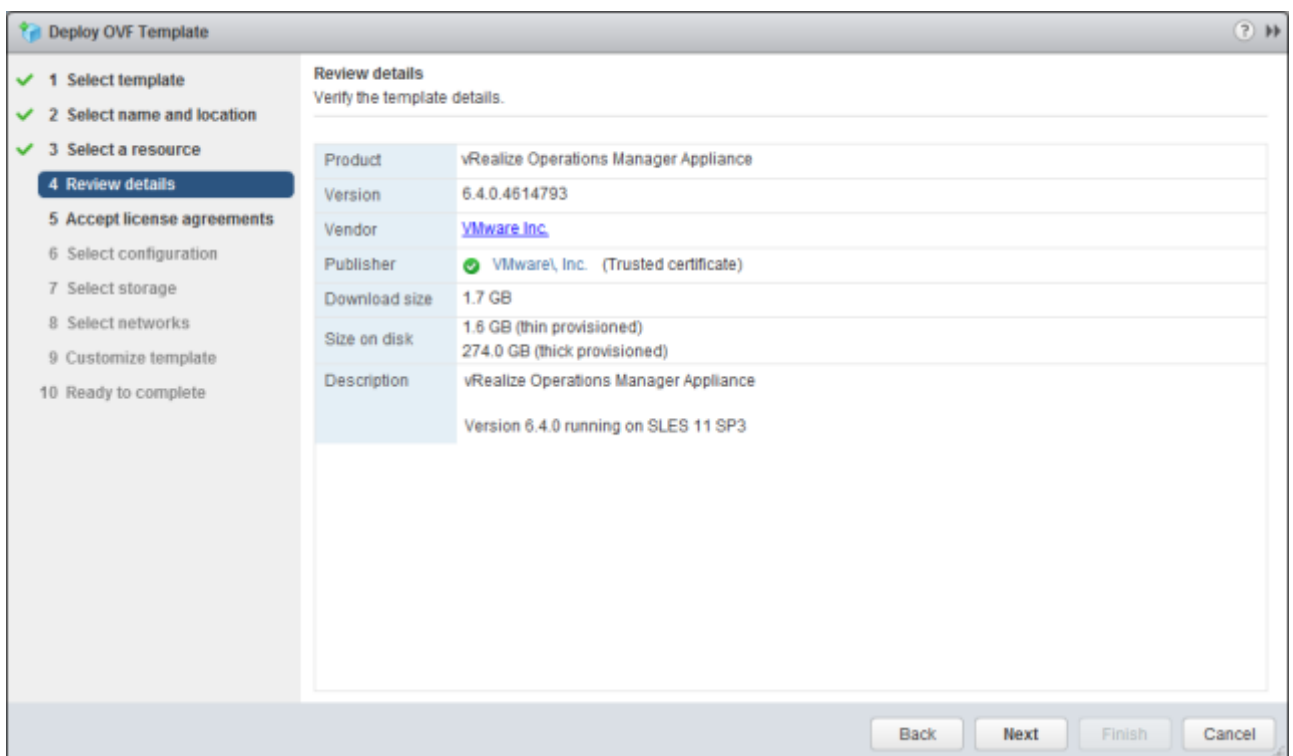 Deploy OVF Template
?
1 Select template
2 Select name and location
3 Select a resource
4 Review details
5 Accept license agreements
6 Select configuration
7 Select storage
8 Select networks
9 Customize template
10 Ready to complete
Review details
Verify the template details.
Product vRealize Operations Manager Appliance
Version 6.4.0.4614793
Vendor VMware Inc.
Publisher VMware\, Inc. (Trusted certificate)
Download size 1.7 GB
Size on disk 1.6 GB (thin provisioned)
274.0 GB (thick provisioned)
Description vRealize Operations Manager Appliance
Version 6.4.0 running on SLES 11 SP3
Back Next Finish Cancel